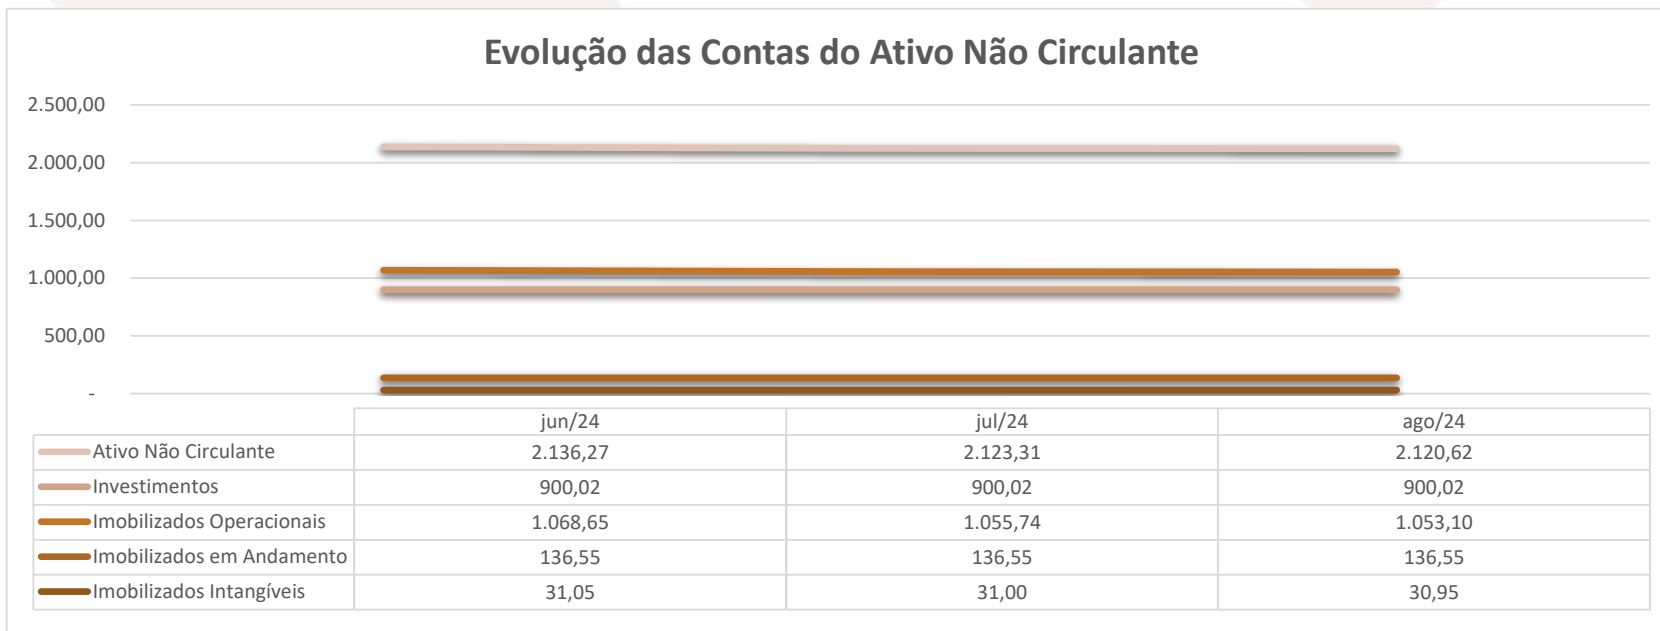 Evolução das Contas do Ativo Não Circulante
2.500,00
2.000,00
1.500,00
1.000,00
500,00
-
jun/24 jul/24 ago/24
Ativo Não Circulante 2.136,27 2.123,31 2.120,62
Investimentos 900,02 900,02 900,02
Imobilizados Operacionais 1.068,65 1.055,74 1.053,10
Imobilizados em Andamento 136,55 136,55 136,55
Imobilizados Intangíveis 31,05 31,00 30,95